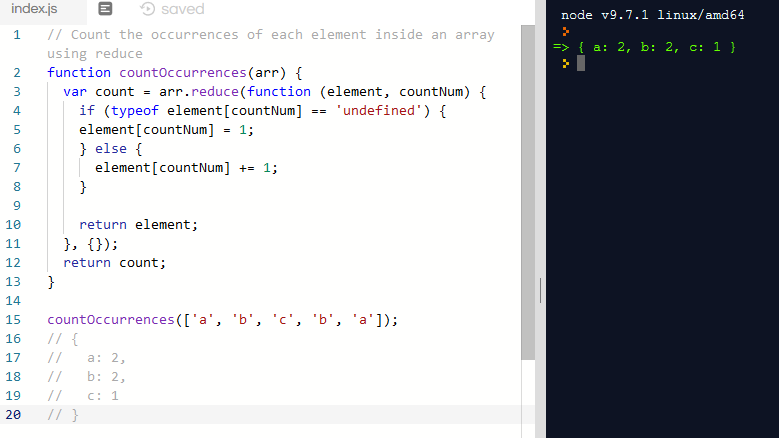 index.js saved
1 // Count the occurrences of each element inside an array
using reduce
2 function countOccurrences(arr) {
3 var count = arr.reduce(function (element, countNum) {
4 if (typeof element[countNum] == 'undefined') {
5 element[countNum] = 1;
6 } else {
7 element[countNum] += 1;
8 }
9
10 return element;
11 }, {});
12 return count;
13 }
14
15 countOccurrences(['a', 'b', 'c', 'b', 'a']);
16 // {
17 //   a: 2,
18 //   b: 2,
19 //   c: 1
20 // }
node v9.7.1 linux/amd64
=> { a: 2, b: 2, c: 1 }